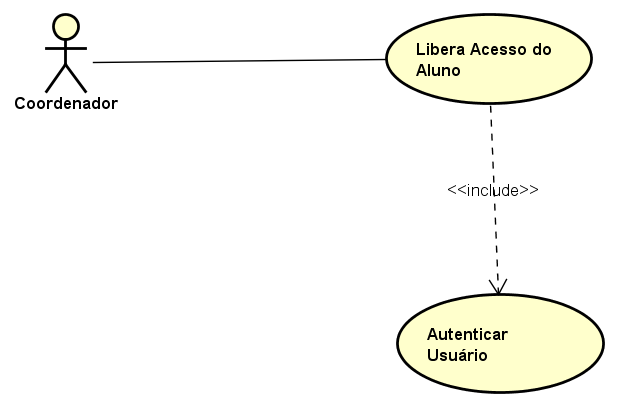 Libera Acesso do
Aluno
Coordenador
<<include>>
Autenticar
Usuário